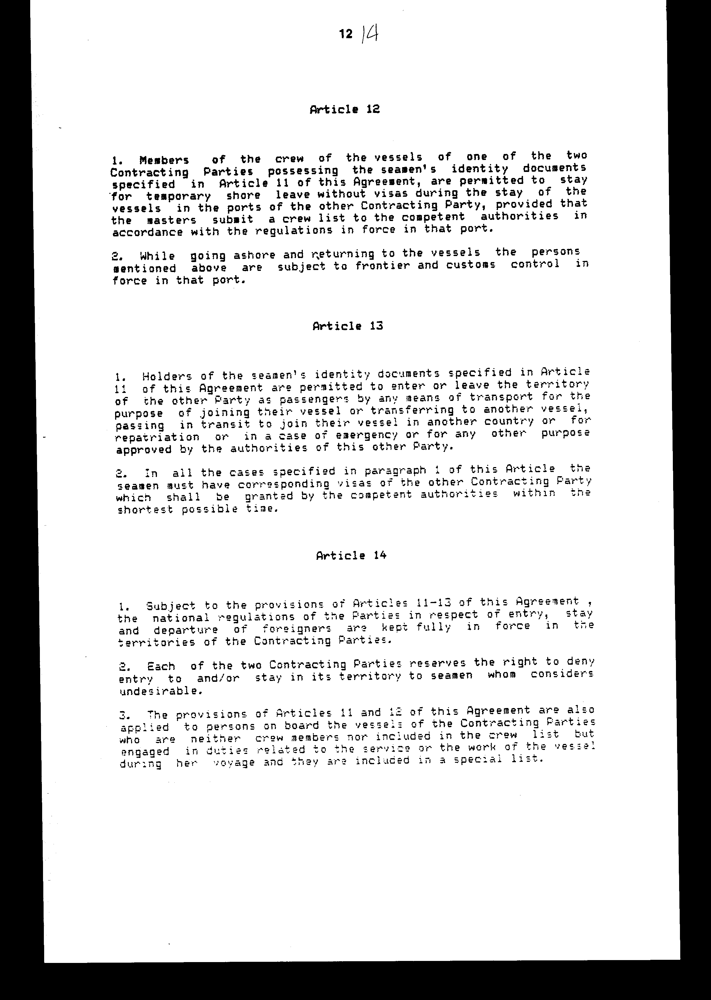 12 14
Article 12
1. Members of the crew of the vessels of one of the two
Contracting Parties possessing the seamen's identity documents
specified in Article 11 of this Agreement, are permitted to stay
for temporary shore leave without visas during the stay of the
vessels in the ports of the other Contracting Party, provided that
the masters submit a crew list to the competent authorities in
accordance with the regulations in force in that port.
2. While going ashore and returning to the vessels the persons
mentioned above are subject to frontier and customs control in
force in that port.
Article 13
1. Holders of the seamen's identity documents specified in Article
11 of this Agreement are permitted to enter or leave the territory
of the other Party as passengers by any means of transport for the
purpose of joining their vessel or transferring to another vessel,
passing in transit to join their vessel in another country or for
repatriation or in a case of emergency or for any other purpose
approved by the authorities of this other Party.
2. In all the cases specified in paragraph 1 of this Article the
seamen must have corresponding visas of the other Contracting Party
which shall be granted by the competent authorities within the
shortest possible time.
Article 14
1. Subject to the provisions of Articles 11-13 of this Agreement ,
the national regulations of the Parties in respect of entry, stay
and departure of foreigners are kept fully in force in the
territories of the Contracting Parties.
2. Each of the two Contracting Parties reserves the right to deny
entry to and/or stay in its territory to seamen whom considers
undesirable.
3. The provisions of Articles 11 and 12 of this Agreement are also
applied to persons on board the vessels of the Contracting Parties
who are neither crew members nor included in the crew list but
engaged in duties related to the service or the work of the vessel
during her voyage and they are included in a special list.